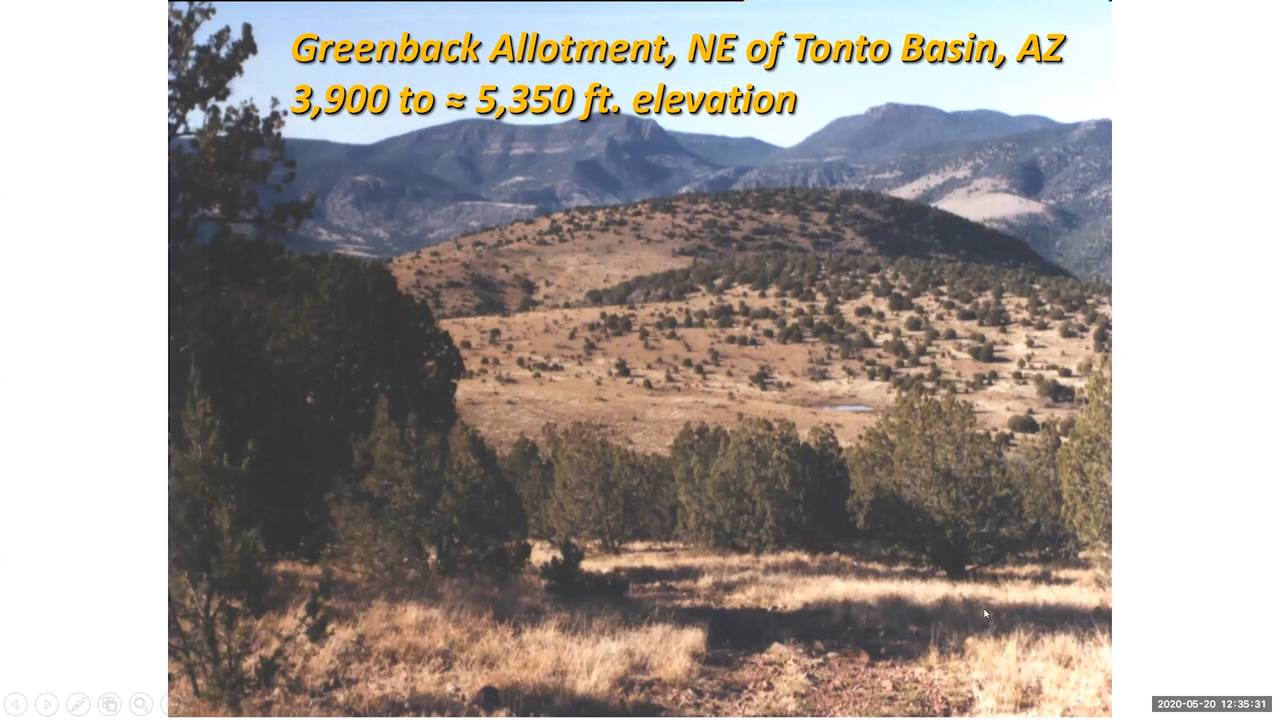 Greenback Allotment, NE of Tonto Basin, AZ
3,900 to ≈ 5,350 ft. elevation
2020-05-20 12:35:31